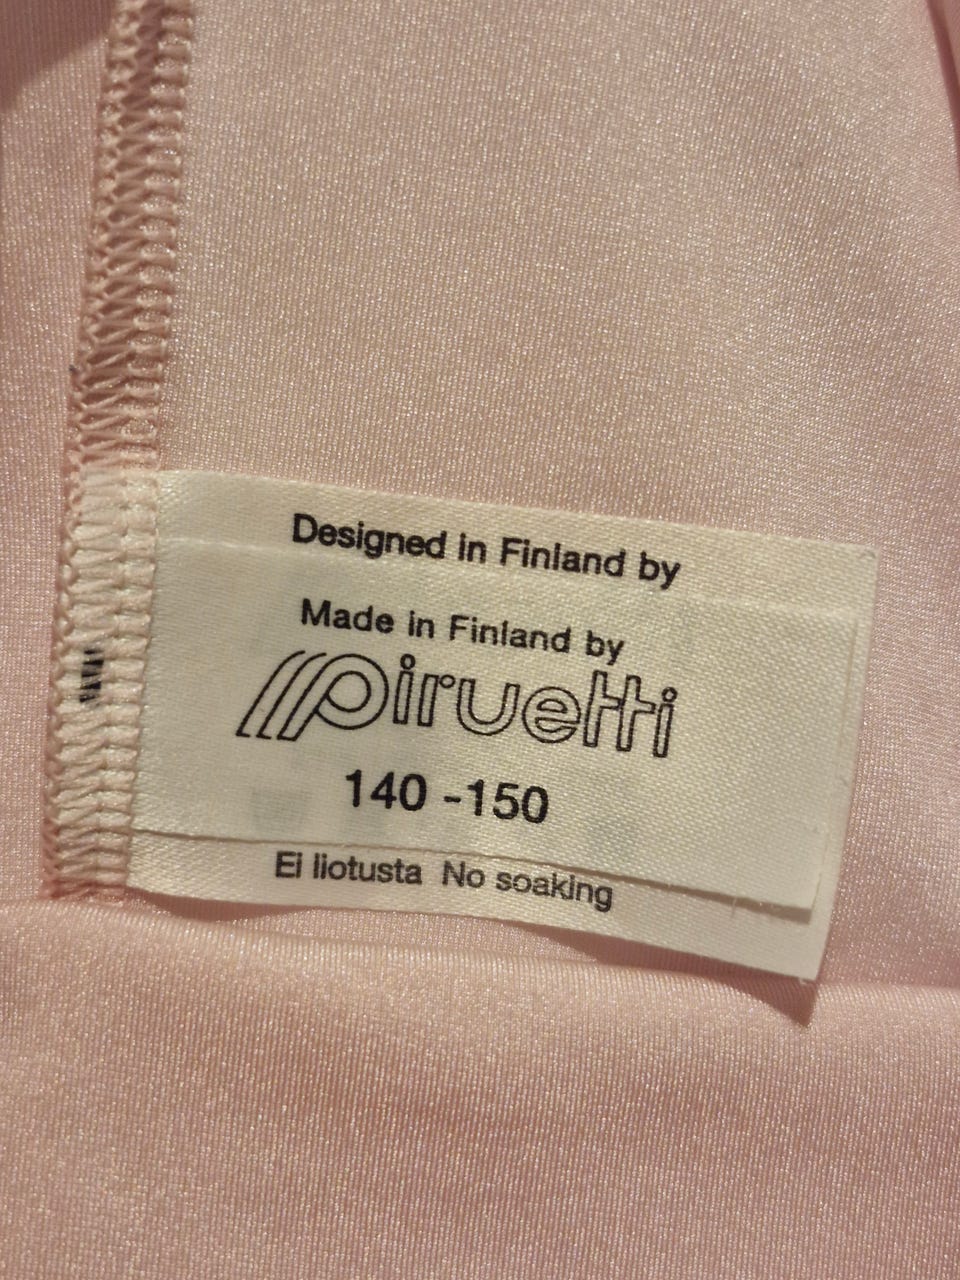 Designed in Finland by
Made in Finland by
Piruetti
140 -150
Ei liotusta No soaking